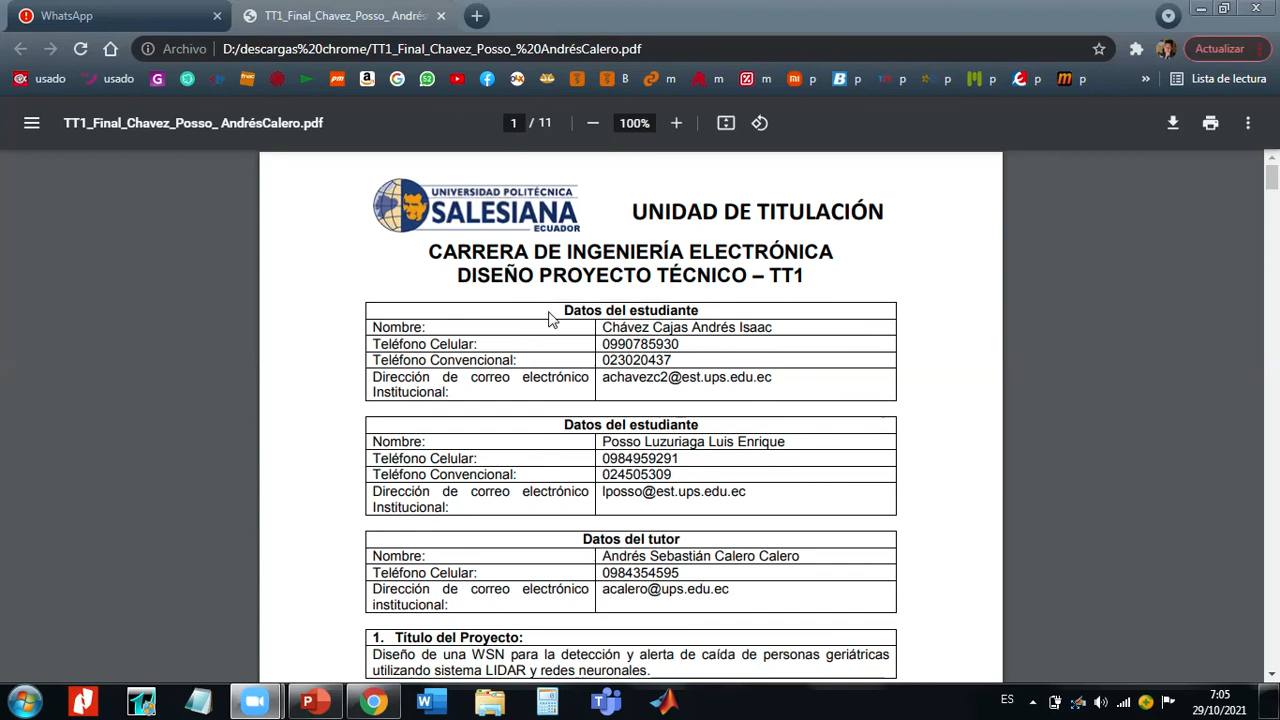 WhatsApp
TT1_Final_Chavez_Posso_ Andrés
Archivo D:/descargas%20chrome/TT1_Final_Chavez_Posso_%20AndrésCalero.pdf
Actualizar
usado usado B m m m p p p p p p » Lista de lectura
TT1_Final_Chavez_Posso_ AndrésCalero.pdf 1 / 11 100%
UNIVERSIDAD POLITÉCNICA
SALESIANA
ECUADOR
UNIDAD DE TITULACIÓN
CARRERA DE INGENIERÍA ELECTRÓNICA
DISEÑO PROYECTO TÉCNICO – TT1
Datos del estudiante
Nombre: Chávez Cajas Andrés Isaac
Teléfono Celular: 0990785930
Teléfono Convencional: 023020437
Dirección de correo electrónico achavezc2@est.ups.edu.ec
Institucional:
Datos del estudiante
Nombre: Posso Luzuriaga Luis Enrique
Teléfono Celular: 0984959291
Teléfono Convencional: 024505309
Dirección de correo electrónico lposso@est.ups.edu.ec
Institucional:
Datos del tutor
Nombre: Andrés Sebastián Calero Calero
Teléfono Celular: 0984354595
Dirección de correo electrónico acalero@ups.edu.ec
institucional:
1. Título del Proyecto:
Diseño de una WSN para la detección y alerta de caída de personas geriátricas
utilizando sistema LIDAR y redes neuronales.
ES 7:05
29/10/2021